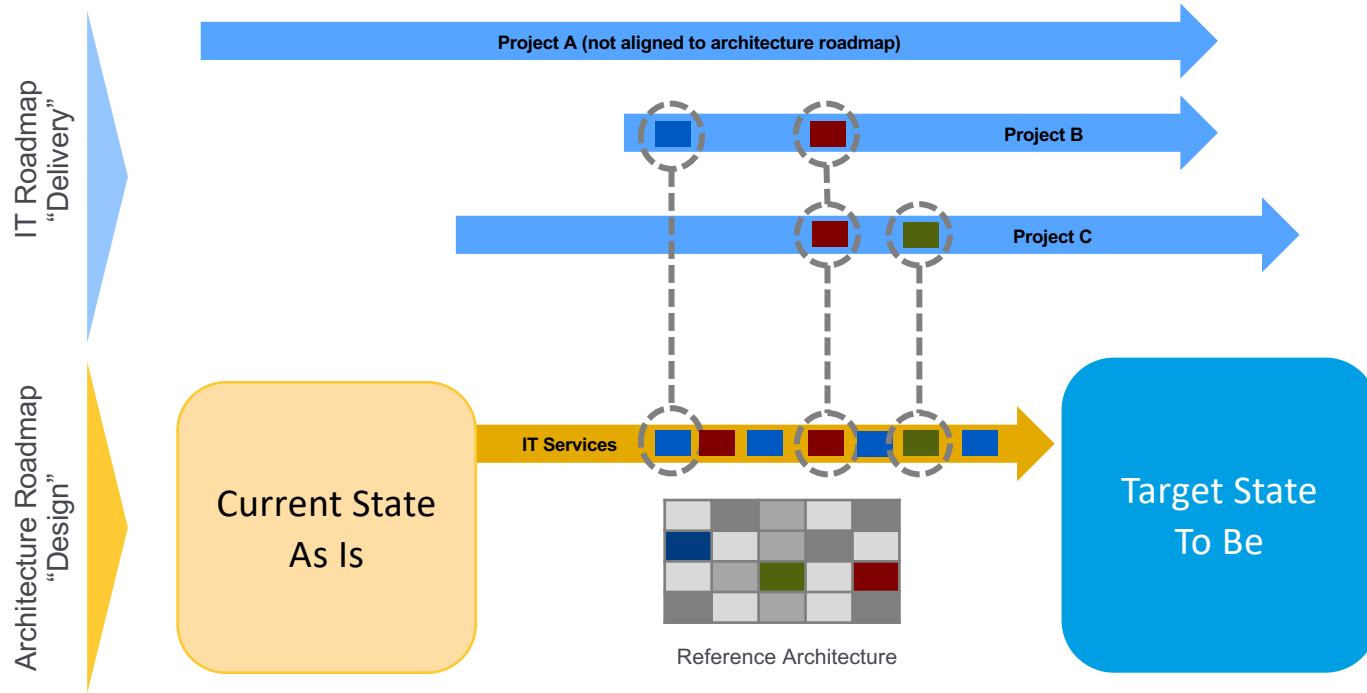 IT Roadmap
“Delivery”
Project A (not aligned to architecture roadmap)
Project B
Project C
Architecture Roadmap
“Design”
Current State
As Is
IT Services
Reference Architecture
Target State
To Be